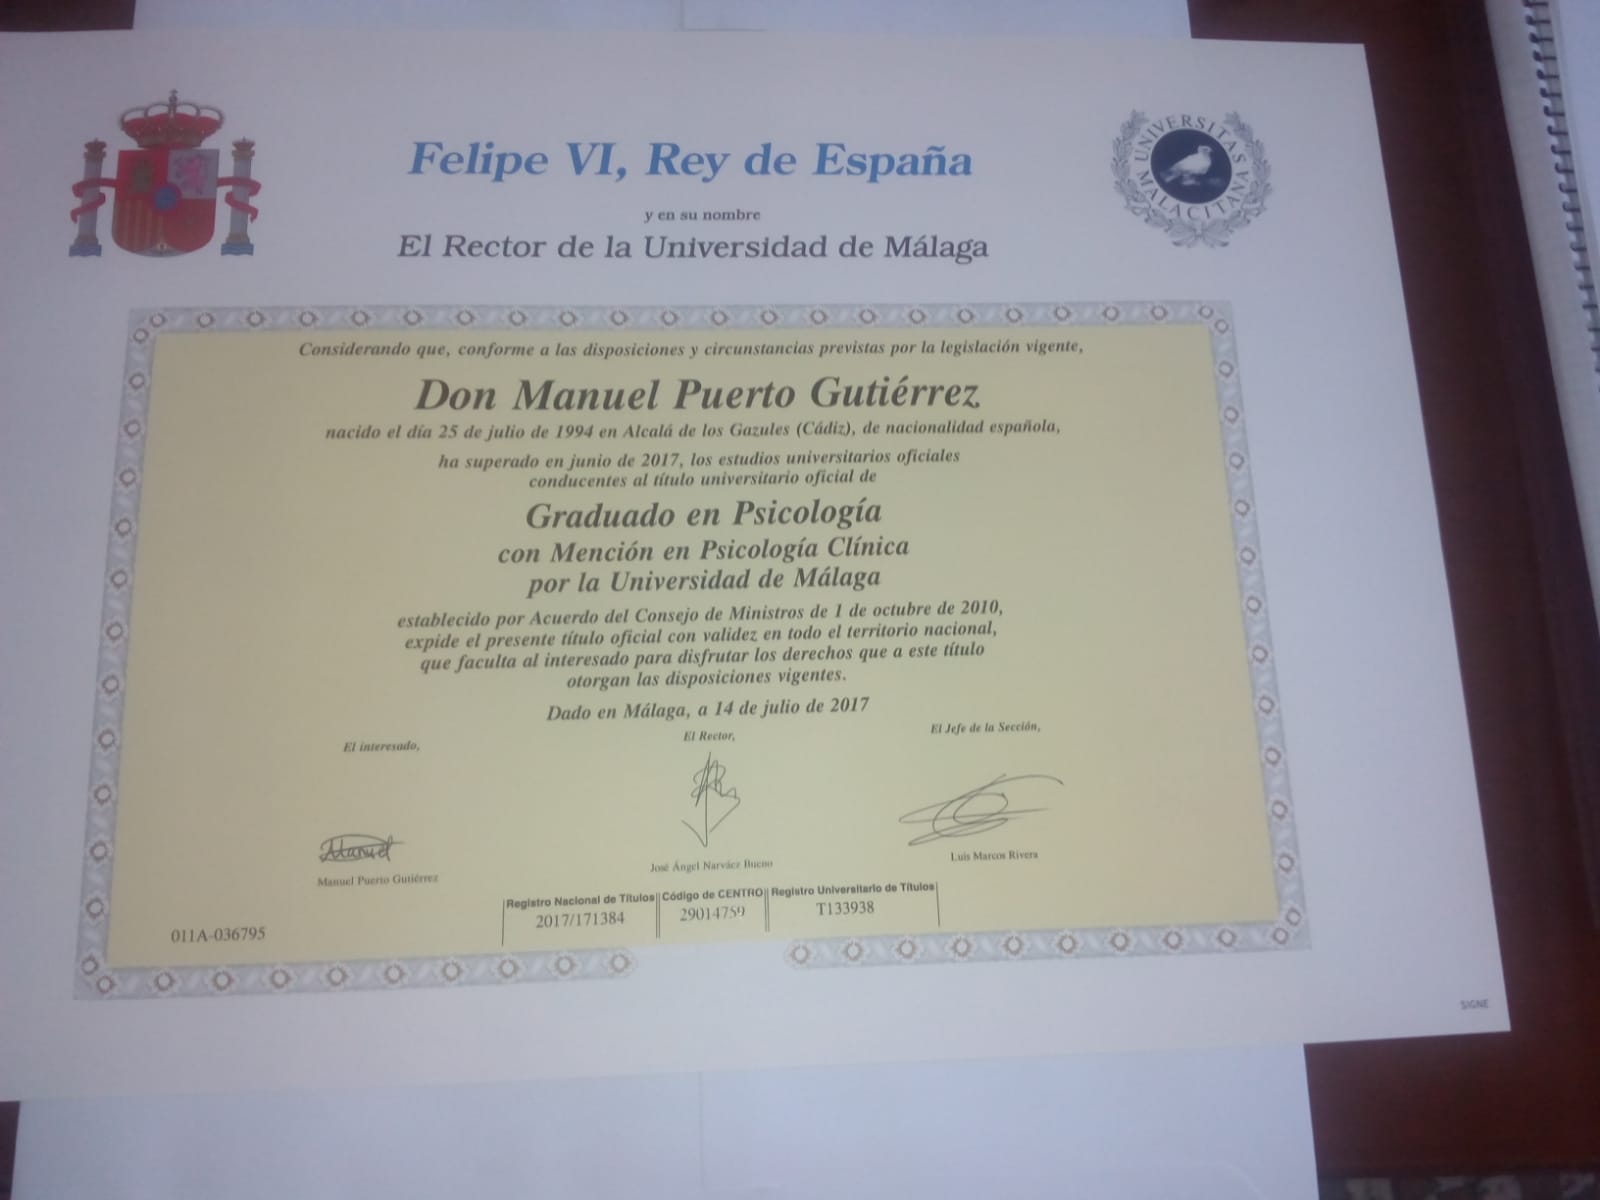 Felipe VI, Rey de España
UNIVERSITAS MALACITANA
y en su nombre
El Rector de la Universidad de Málaga
Considerando que, conforme a las disposiciones y circunstancias previstas por la legislación vigente,
Don Manuel Puerto Gutiérrez
nacido el día 25 de julio de 1994 en Alcalá de los Gazules (Cádiz), de nacionalidad española,
ha superado en junio de 2017, los estudios universitarios oficiales
conducentes al título universitario oficial de
Graduado en Psicología
con Mención en Psicología Clínica
por la Universidad de Málaga
establecido por Acuerdo del Consejo de Ministros de 1 de octubre de 2010,
expide el presente título oficial con validez en todo el territorio nacional,
que faculta al interesado para disfrutar los derechos que a este título
otorgan las disposiciones vigentes.
Dado en Málaga, a 14 de julio de 2017
El interesado,
El Rector,
El Jefe de la Sección,
Manuel
Manuel Puerto Gutiérrez
José Ángel Narváez Bueno
Luis Marcos Rivera
Registro Nacional de Títulos
2017/171384
Código de CENTRO
29014759
Registro Universitario de Títulos
T133938
011A-036795
SIGNE